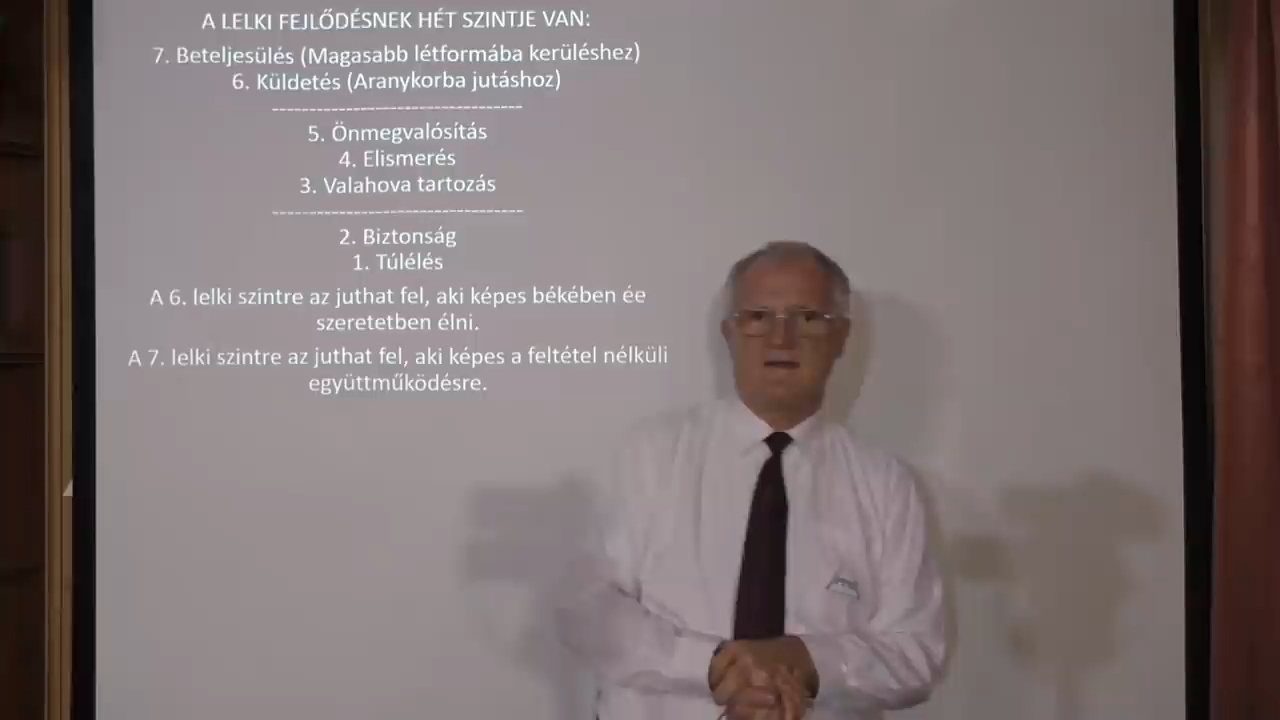 A LELKI FEJLŐDÉSNEK HÉT SZINTJE VAN:
7. Beteljesülés (Magasabb létformába kerüléshez)
6. Küldetés (Aranykorba jutáshoz)
----------------------------------
5. Önmegvalósítás
4. Elismerés
3. Valahova tartozás
----------------------------------
2. Biztonság
1. Túlélés
A 6. lelki szintre az juthat fel, aki képes békében ée
szeretetben élni.
A 7. lelki szintre az juthat fel, aki képes a feltétel nélküli
együttműködésre.